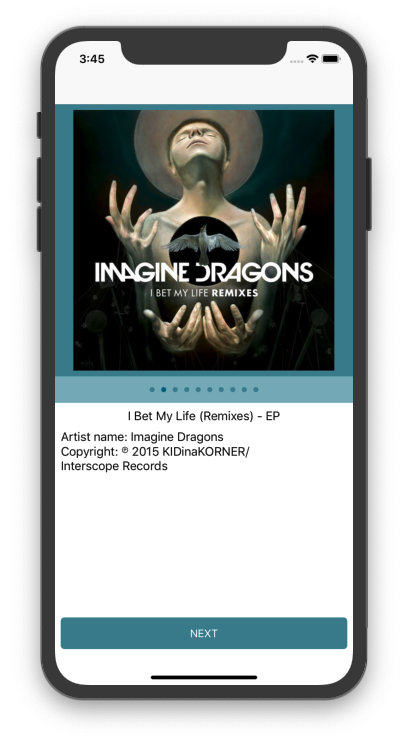 3:45
IMAGINE DRAGONS
I BET MY LIFE REMIXES
I Bet My Life (Remixes) - EP
Artist name: Imagine Dragons
Copyright: ℗ 2015 KIDinaKORNER/
Interscope Records
NEXT